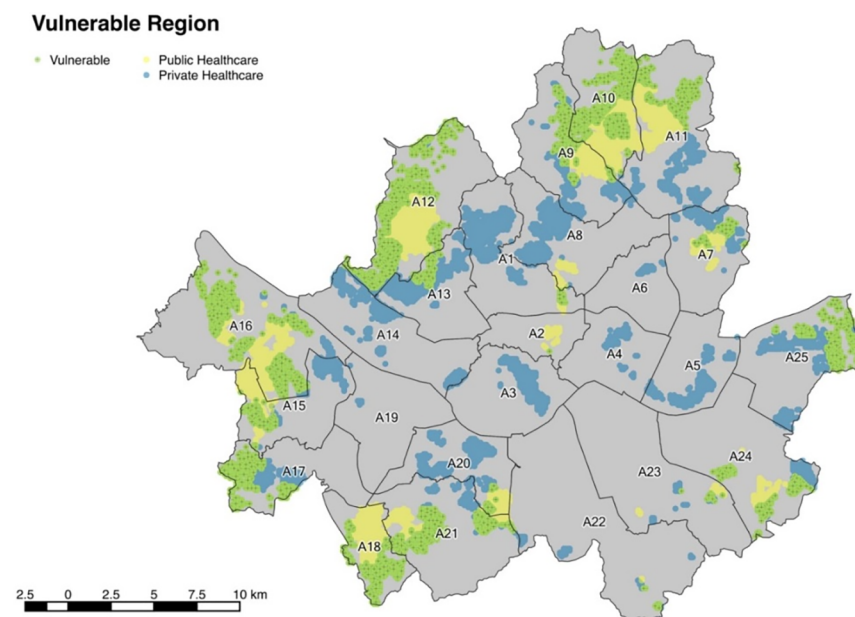 Vulnerable Region
Vulnerable
Public Healthcare
Private Healthcare
A10
A11
A9
A12
A8
A1
A7
A6
A13
A16
A14
A2
A4
A25
A5
A3
A15
A19
A24
A20
A17
A23
A21
A18
A22
2.5 0 2.5 5 7.5 10 km